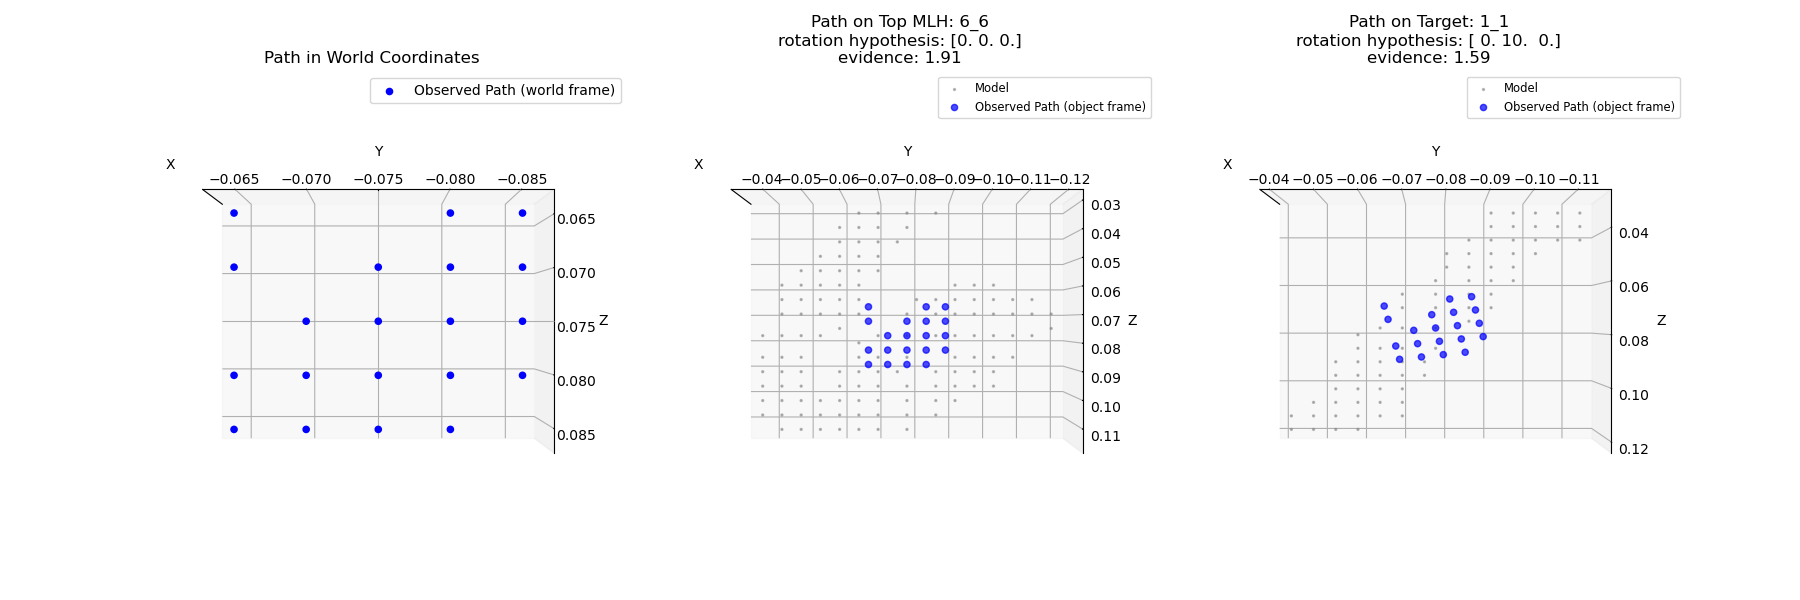 Path in World Coordinates
Observed Path (world frame)
X
Y
−0.065 −0.070 −0.075 −0.080 −0.085
0.065
0.070
0.075
Z
0.080
0.085
Path on Top MLH: 6_6
rotation hypothesis: [0. 0. 0.]
evidence: 1.91
Model
Observed Path (object frame)
X
Y
−0.04 −0.05 −0.06 −0.07 −0.08 −0.09 −0.10 −0.11 −0.12
0.03
0.04
0.05
0.06
0.07
Z
0.08
0.09
0.10
0.11
Path on Target: 1_1
rotation hypothesis: [ 0. 10.  0.]
evidence: 1.59
Model
Observed Path (object frame)
X
Y
−0.04 −0.05 −0.06 −0.07 −0.08 −0.09 −0.10 −0.11
0.04
0.06
Z
0.08
0.10
0.12